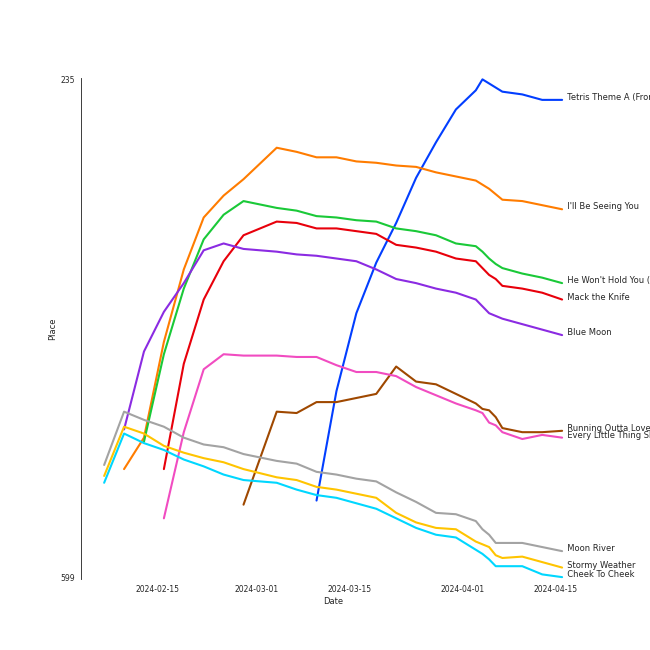 235
Tetris Theme A (From
I'll Be Seeing You
He Won't Hold You (
Mack the Knife
Blue Moon
Place
Running Outta Love
Every Little Thing S
Moon River
Stormy Weather
Cheek To Cheek
599
2024-02-15 2024-03-01 2024-03-15 2024-04-01 2024-04-15
Date